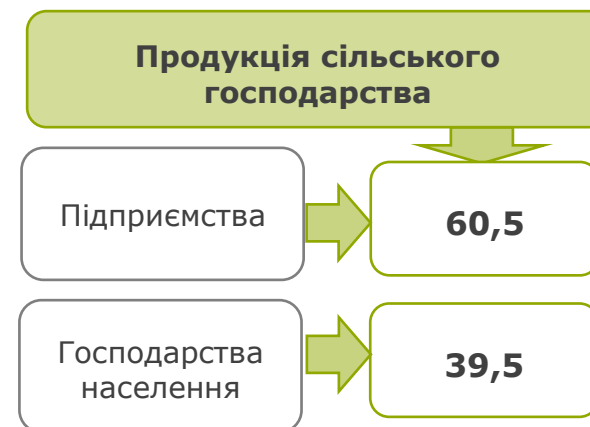 Продукція сільського
господарства
Підприємства
60,5
Господарства
населення
39,5